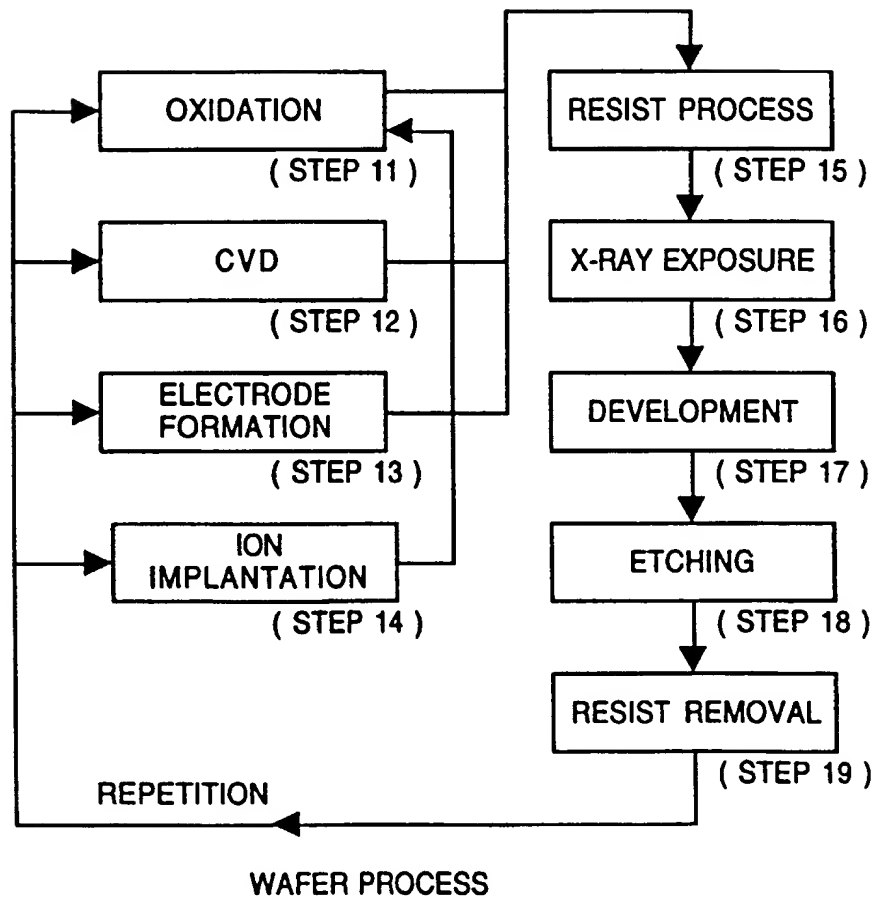 OXIDATION
( STEP 11 )
CVD
( STEP 12 )
ELECTRODE
FORMATION
( STEP 13 )
ION
IMPLANTATION
( STEP 14 )
RESIST PROCESS
( STEP 15 )
X-RAY EXPOSURE
( STEP 16 )
DEVELOPMENT
( STEP 17 )
ETCHING
( STEP 18 )
RESIST REMOVAL
( STEP 19 )
REPETITION
WAFER PROCESS